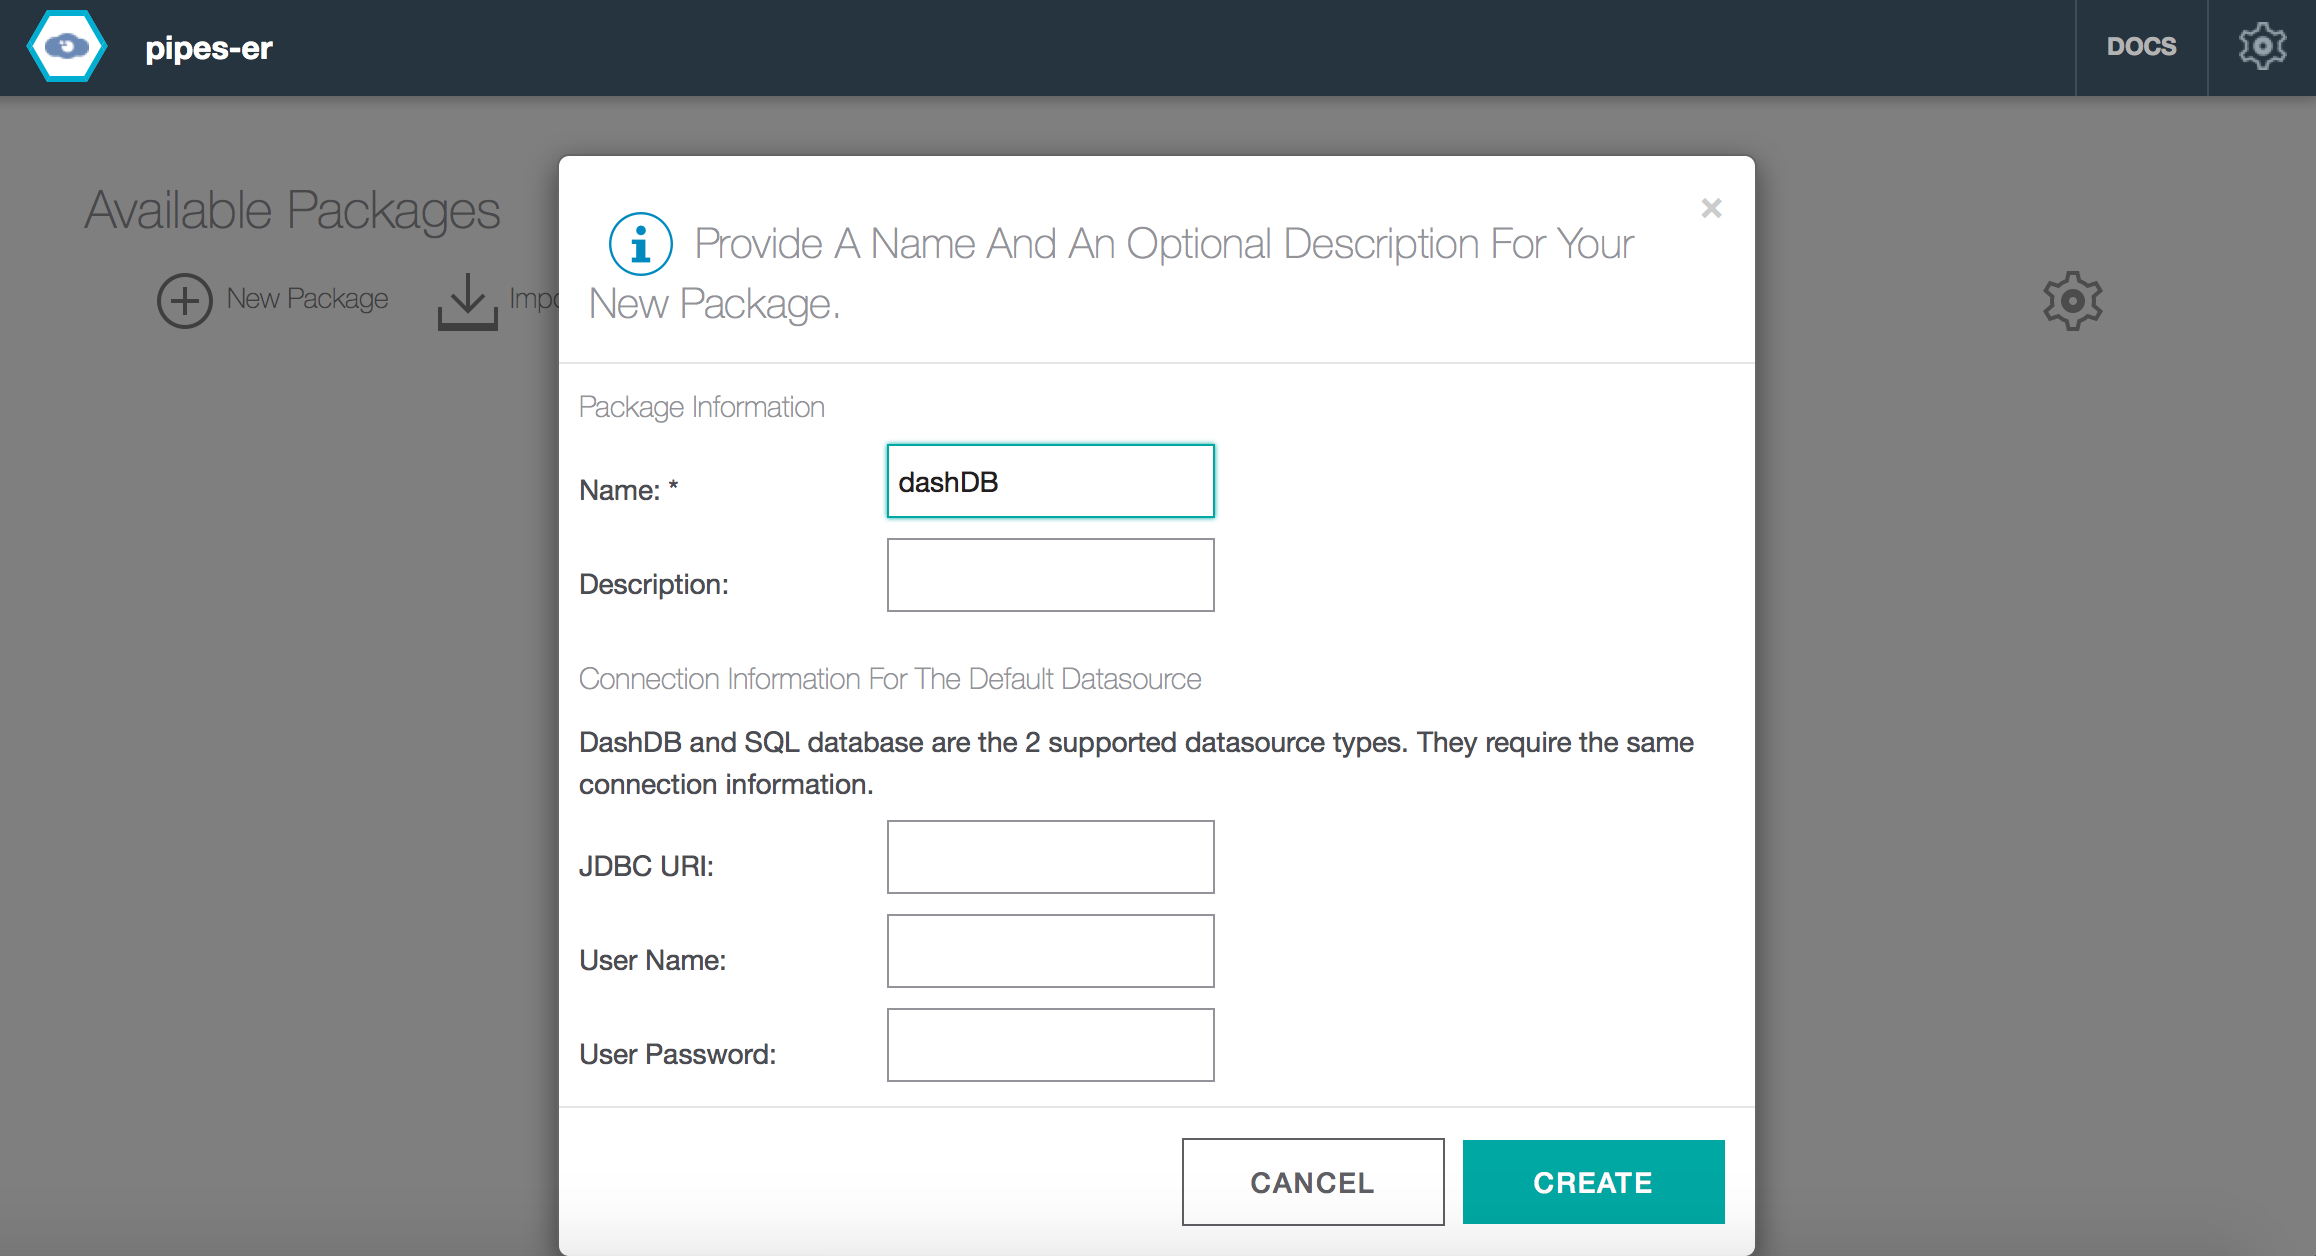 pipes-er
DOCS
Available Packages
New Package
Impo
Provide A Name And An Optional Description For Your
New Package.
Package Information
Name: *
dashDB
Description:
Connection Information For The Default Datasource
DashDB and SQL database are the 2 supported datasource types. They require the same
connection information.
JDBC URI:
User Name:
User Password:
CANCEL
CREATE